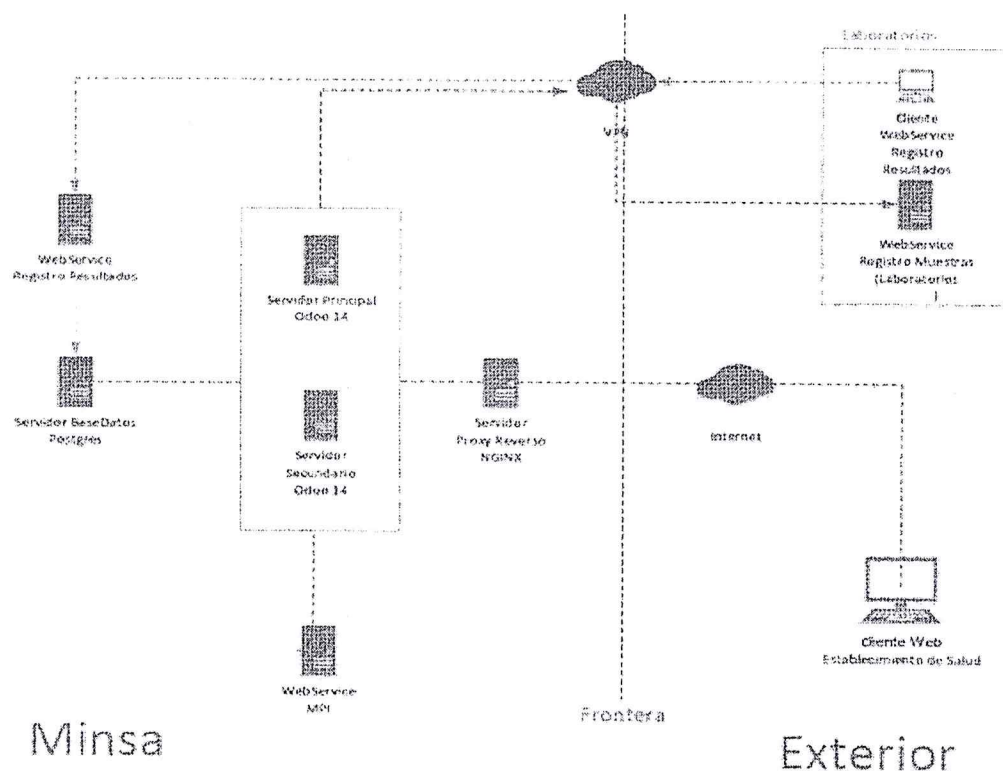 Laboratorios
VPN
Cliente
WebService
Registro
Resultados
WebService
Registro Resultados
WebService
Registro Muestras
(Laboratorios
)
Servidor Principal
Odoo 14
Servidor BaseDatos
Postgres
Servidor
Secundario
Odoo 14
Servidor
Proxy Reverso
NGINX
Internet
Cliente Web
Establecimiento de Salud
WebService
MPI
Frontera
Minsa
Exterior